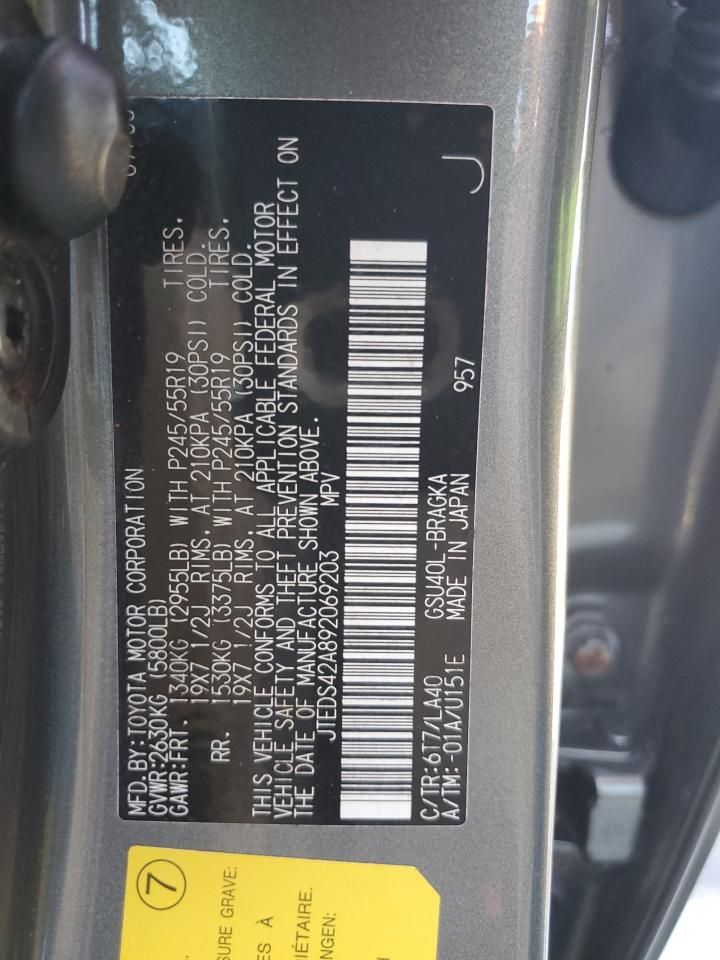 MFD.BY:TOYOTA MOTOR CORPORATION
GVWR:2630KG (5800LB)
GAWR:FRT. 1340KG (2955LB) WITH P245/55R19 TIRES,
19X7 1/2J RIMS, AT 210KPA (30PSI) COLD.
RR. 1530KG (3375LB) WITH P245/55R19 TIRES,
19X7 1/2J RIMS, AT 210KPA (30PSI) COLD.
THIS VEHICLE CONFORMS TO ALL APPLICABLE FEDERAL MOTOR
VEHICLE SAFETY AND THEFT PREVENTION STANDARDS IN EFFECT ON
THE DATE OF MANUFACTURE SHOWN ABOVE.
JTEDS42A892069203 MPV
C/TR:6T7/LA40 GSU40L-BRAGKA
A/TM:-01A/U151E MADE IN JAPAN 957
J
7
SURE GRAVE:
ES À
RIÉTAIRE.
NGEN: